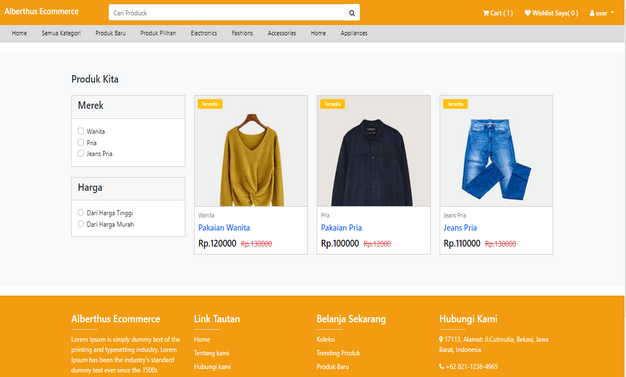 Alberthus Ecommerce
Cari Produck
Cart ( 1 )
Wishlist Saya( 0 )
user
Home
Semua Kategori
Produk Baru
Produk Pilihan
Electronics
Fashions
Accessories
Home
Appliances
Produk Kita
Merek
Wanita
Pria
Jeans Pria
Harga
Dari Harga Tinggi
Dari Harga Murah
Tersedia
Wanita
Pakaian Wanita
Rp.120000 Rp.130000
Tersedia
Pria
Pakaian Pria
Rp.100000 Rp.12000
Tersedia
Jeans Pria
Jeans Pria
Rp.110000 Rp.130000
Alberthus Ecommerce
Lorem Ipsum is simply dummy text of the
printing and typesetting industry. Lorem
Ipsum has been the industry's standard
dummy text ever since the 1500s
Link Tautan
Home
Tentang kami
Hubungi kami
Belanja Sekarang
Koleksi
Trending Produk
Produk Baru
Hubungi Kami
17113, Alamat: Jl.Cutmutia, Bekasi, Jawa
Barat, Indonesia
+62 821-1236-4965